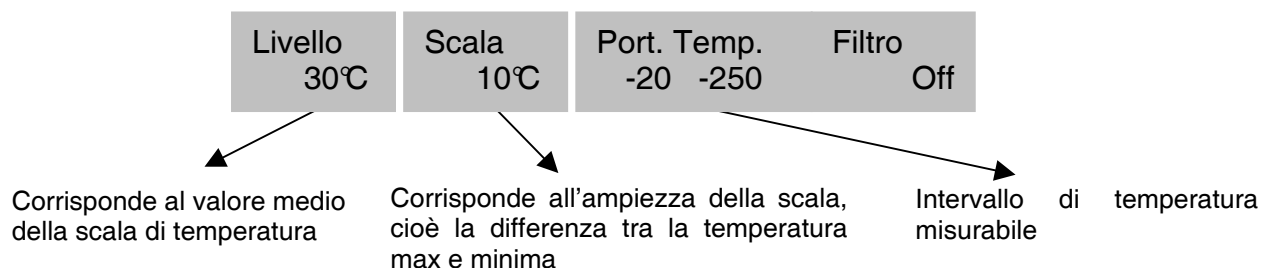 Livello Scala Port. Temp. Filtro
30°C 10°C -20 -250 Off
Corrisponde al valore medio
della scala di temperatura
Corrisponde all'ampiezza della scala,
cioè la differenza tra la temperatura
max e minima
Intervallo di temperatura
misurabile